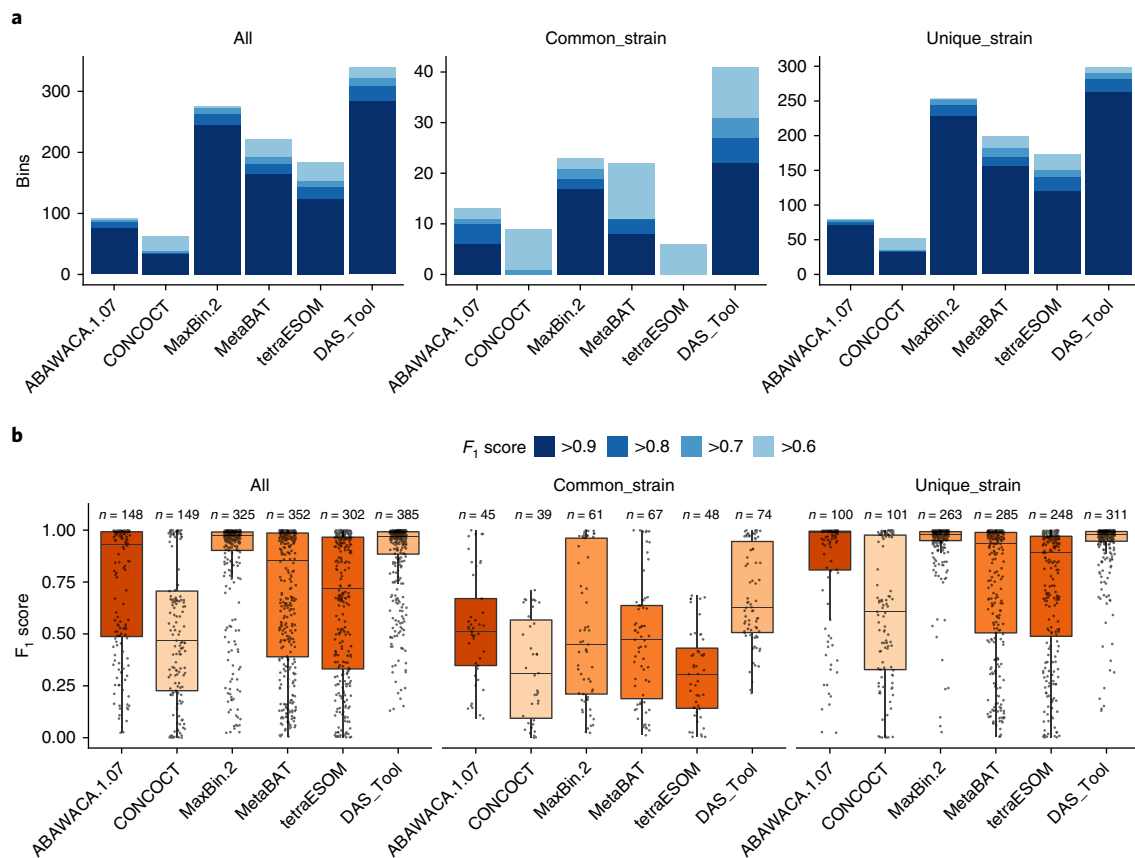 a
All
Common_strain
Unique_strain
Bins
300
200
100
0
40
30
20
10
0
300
250
200
150
100
50
0
ABAWACA.1.07
CONCOCT
MaxBin.2
MetaBAT
tetraESOM
DAS_Tool
ABAWACA.1.07
CONCOCT
MaxBin.2
MetaBAT
tetraESOM
DAS_Tool
ABAWACA.1.07
CONCOCT
MaxBin.2
MetaBAT
tetraESOM
DAS_Tool
b
F1 score >0.9 >0.8 >0.7 >0.6
All
Common_strain
Unique_strain
n = 148 n = 149 n = 325 n = 352 n = 302 n = 385
n = 45 n = 39 n = 61 n = 67 n = 48 n = 74
n = 100 n = 101 n = 263 n = 285 n = 248 n = 311
F1 score
1.00
0.75
0.50
0.25
0.00
ABAWACA.1.07
CONCOCT
MaxBin.2
MetaBAT
tetraESOM
DAS_Tool
ABAWACA.1.07
CONCOCT
MaxBin.2
MetaBAT
tetraESOM
DAS_Tool
ABAWACA.1.07
CONCOCT
MaxBin.2
MetaBAT
tetraESOM
DAS_Tool